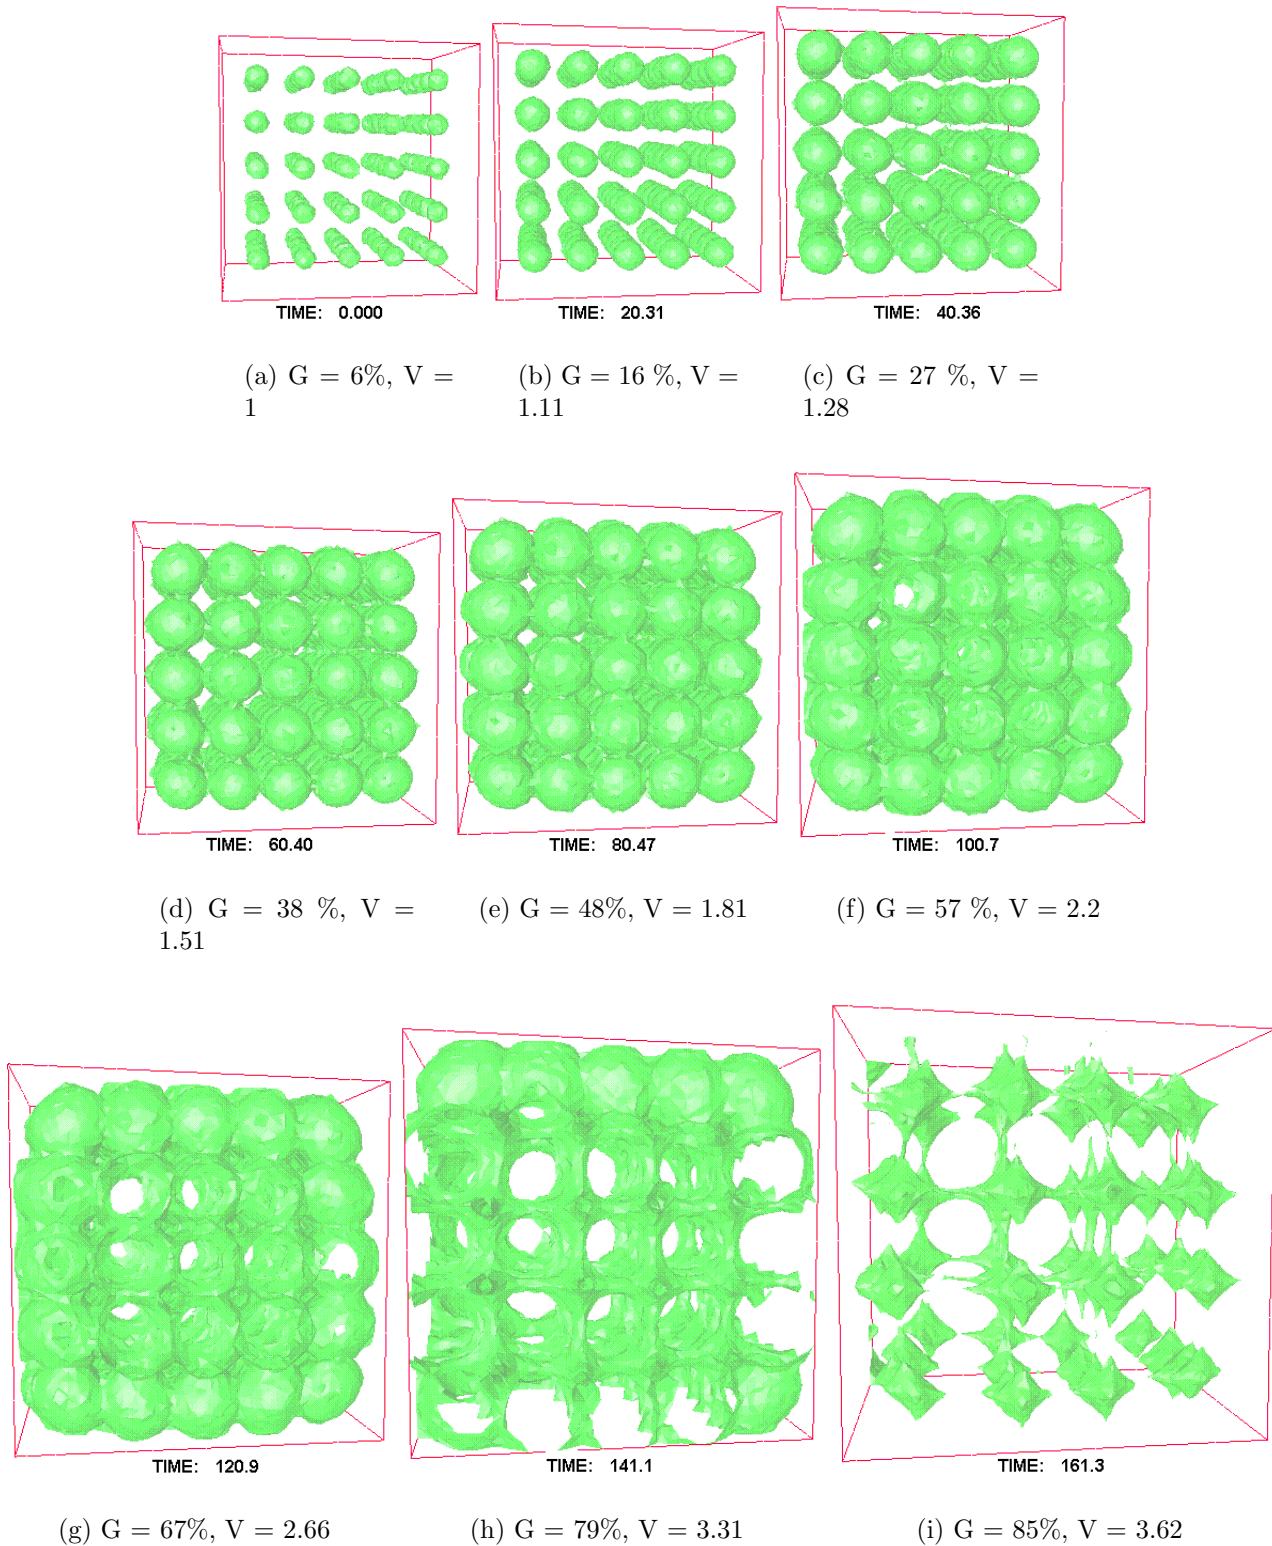 TIME: 0.000
TIME: 20.31
TIME: 40.36
(a) G = 6%, V =
1
(b) G = 16 %, V =
1.11
(c) G = 27 %, V =
1.28
TIME: 60.40
TIME: 80.47
TIME: 100.7
(d) G = 38 %, V =
1.51
(e) G = 48%, V = 1.81
(f) G = 57 %, V = 2.2
TIME: 120.9
TIME: 141.1
TIME: 161.3
(g) G = 67%, V = 2.66
(h) G = 79%, V = 3.31
(i) G = 85%, V = 3.62